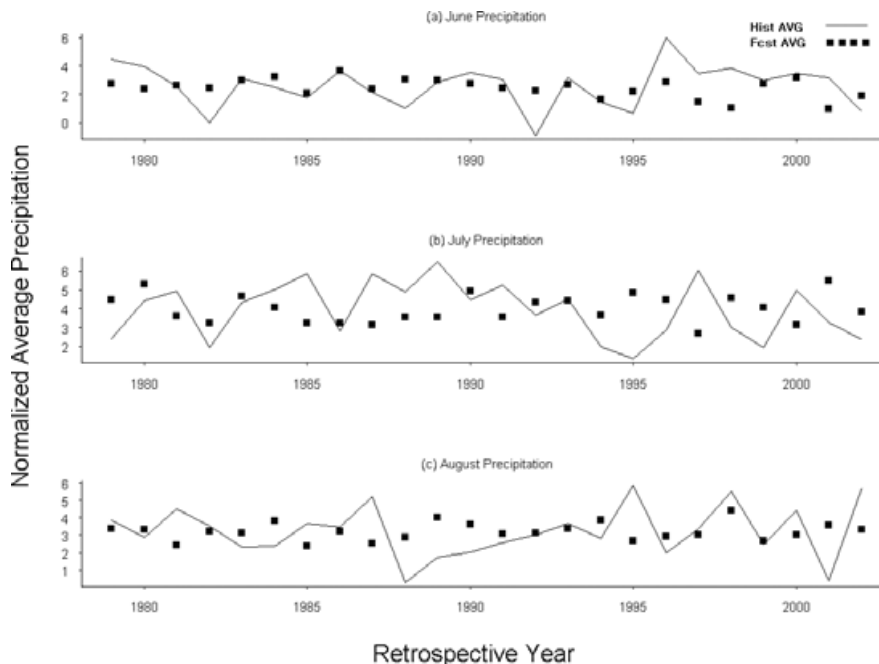 (a) June Precipitation
Hist AVG
Fcst AVG
6
4
2
0
1980 1985 1990 1995 2000
Normalized Average Precipitation
(b) July Precipitation
6
5
4
3
2
1980 1985 1990 1995 2000
(c) August Precipitation
6
5
4
3
2
1
1980 1985 1990 1995 2000
Retrospective Year